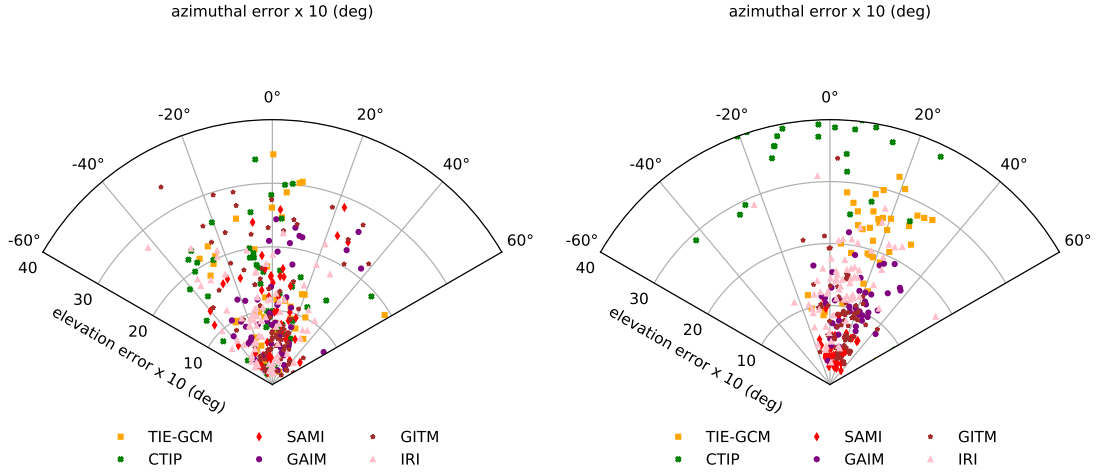 azimuthal error x 10 (deg)
0°
-20°
20°
-40°
40°
-60°
60°
40
30
20
10
elevation error x 10 (deg)
TIE-GCM
SAMI
GITM
CTIP
GAIM
IRI
azimuthal error x 10 (deg)
0°
-20°
20°
-40°
40°
-60°
60°
40
30
20
10
elevation error x 10 (deg)
TIE-GCM
SAMI
GITM
CTIP
GAIM
IRI